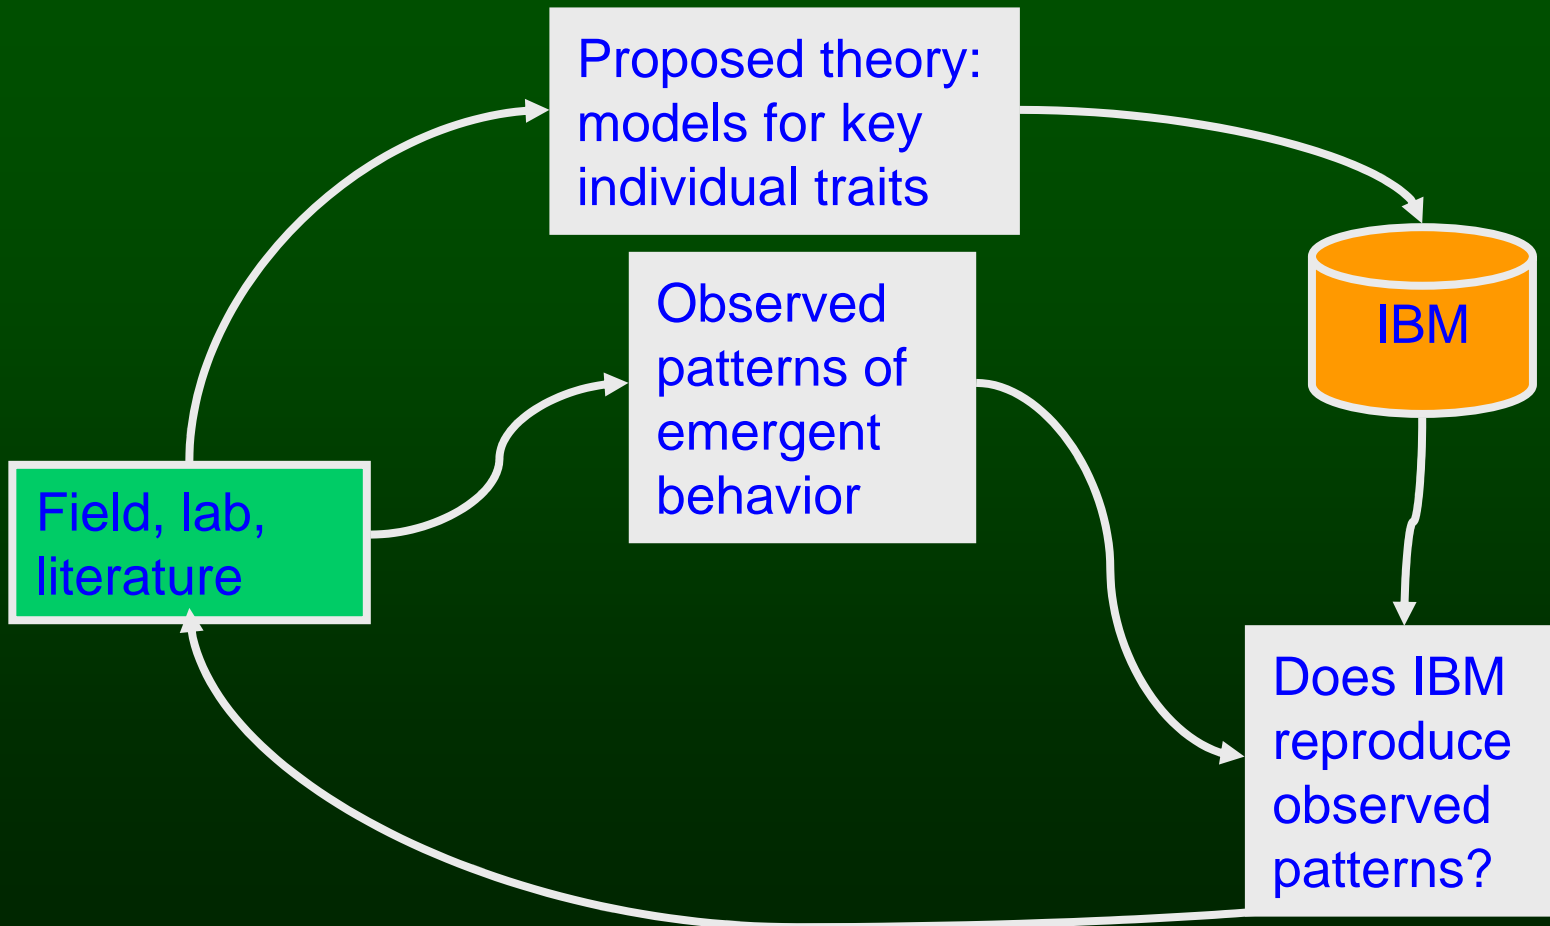 Proposed theory:
models for key
individual traits
Observed
patterns of
emergent
behavior
IBM
Field, lab,
literature
Does IBM
reproduce
observed
patterns?